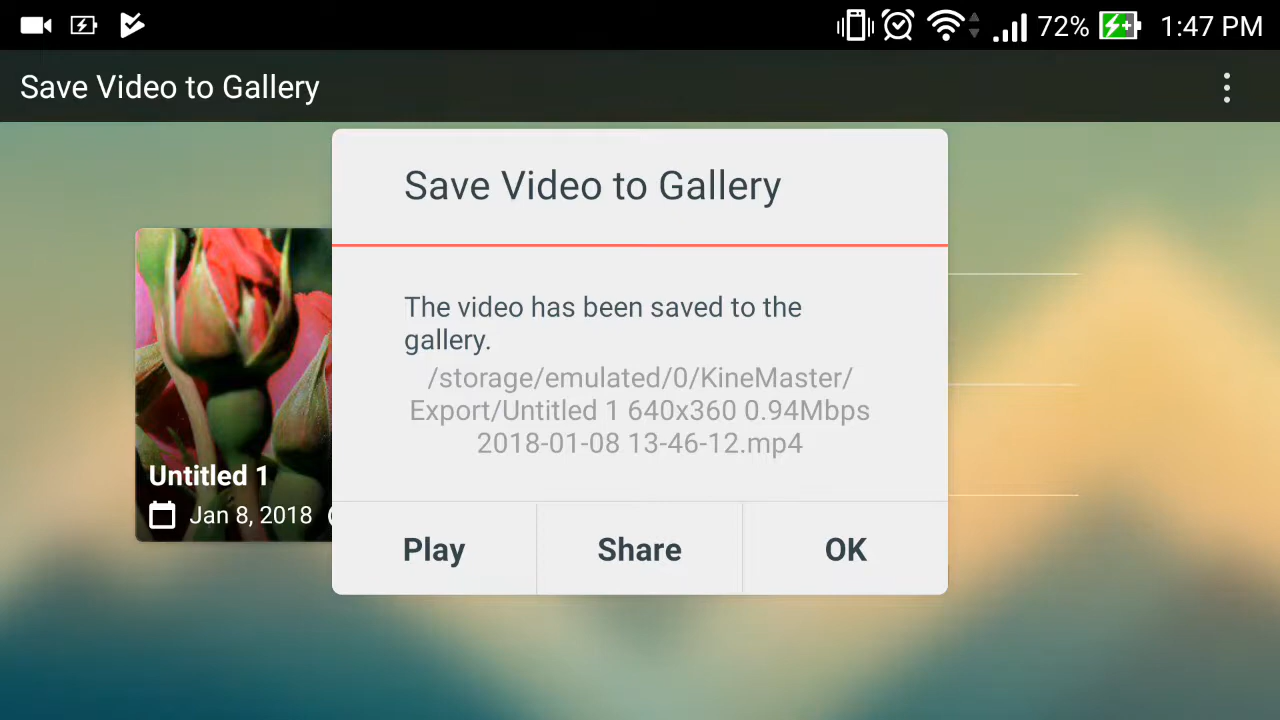 72% 1:47 PM
Save Video to Gallery
Save Video to Gallery
The video has been saved to the
gallery.
/storage/emulated/0/KineMaster/
Export/Untitled 1 640x360 0.94Mbps
2018-01-08 13-46-12.mp4
Untitled 1
Jan 8, 2018
Play Share OK